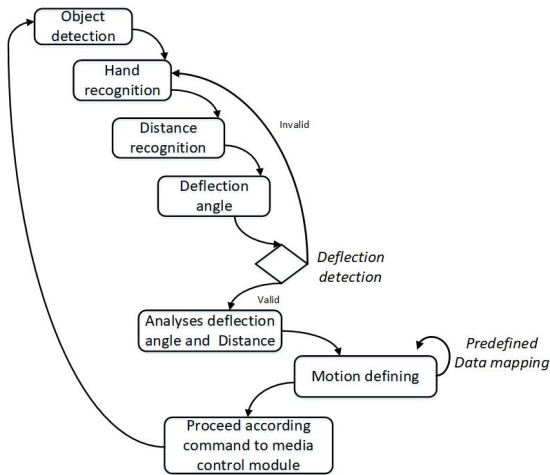 Object
detection
Hand
recognition
Invalid
Distance
recognition
Deflection
angle
Deflection
detection
Valid
Analyses deflection
angle and Distance
Predefined
Data mapping
Motion defining
Proceed according
command to media
control module